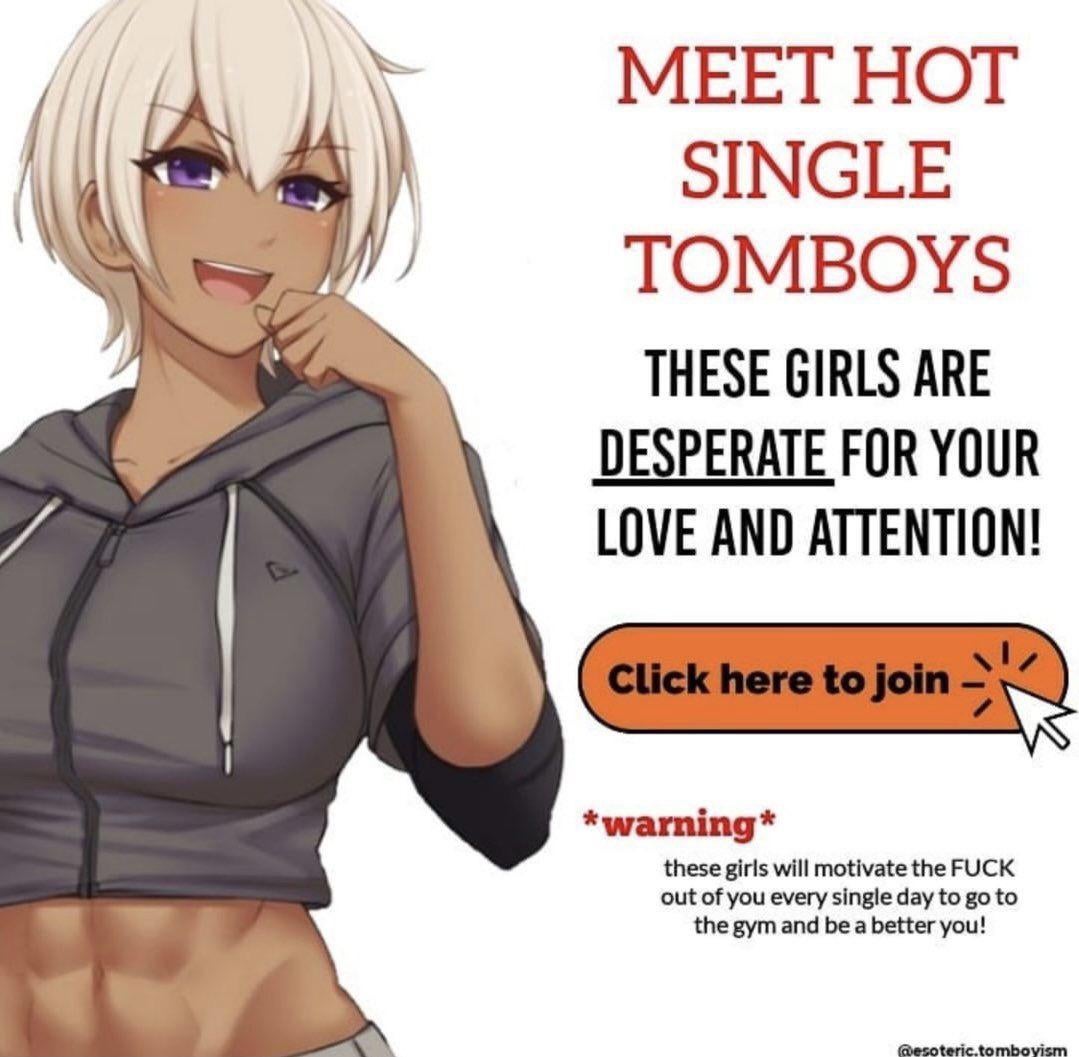 MEET HOT
SINGLE
TOMBOYS
THESE GIRLS ARE
DESPERATE FOR YOUR
LOVE AND ATTENTION!
Click here to join
*warning*
these girls will motivate the FUCK
out of you every single day to go to
the gym and be a better you!
@esoteric.tomboyism